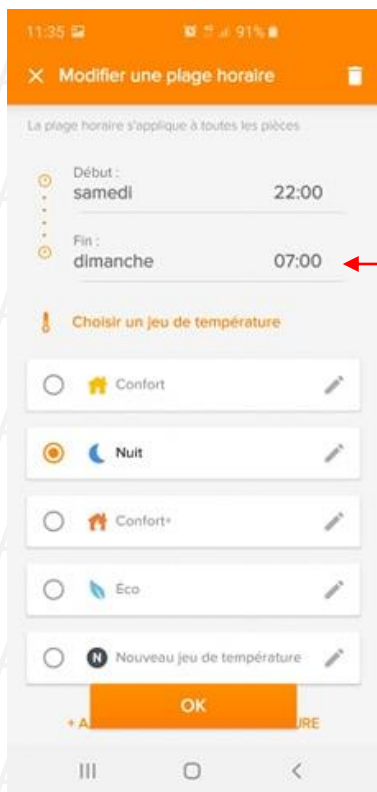 11:35 91%
Modifier une plage horaire
La plage horaire s'applique à toutes les pièces
Début :
samedi 22:00
Fin :
dimanche 07:00
Choisir un jeu de température
Confort
Nuit
Confort+
Éco
N Nouveau jeu de température
OK
+ A JRE